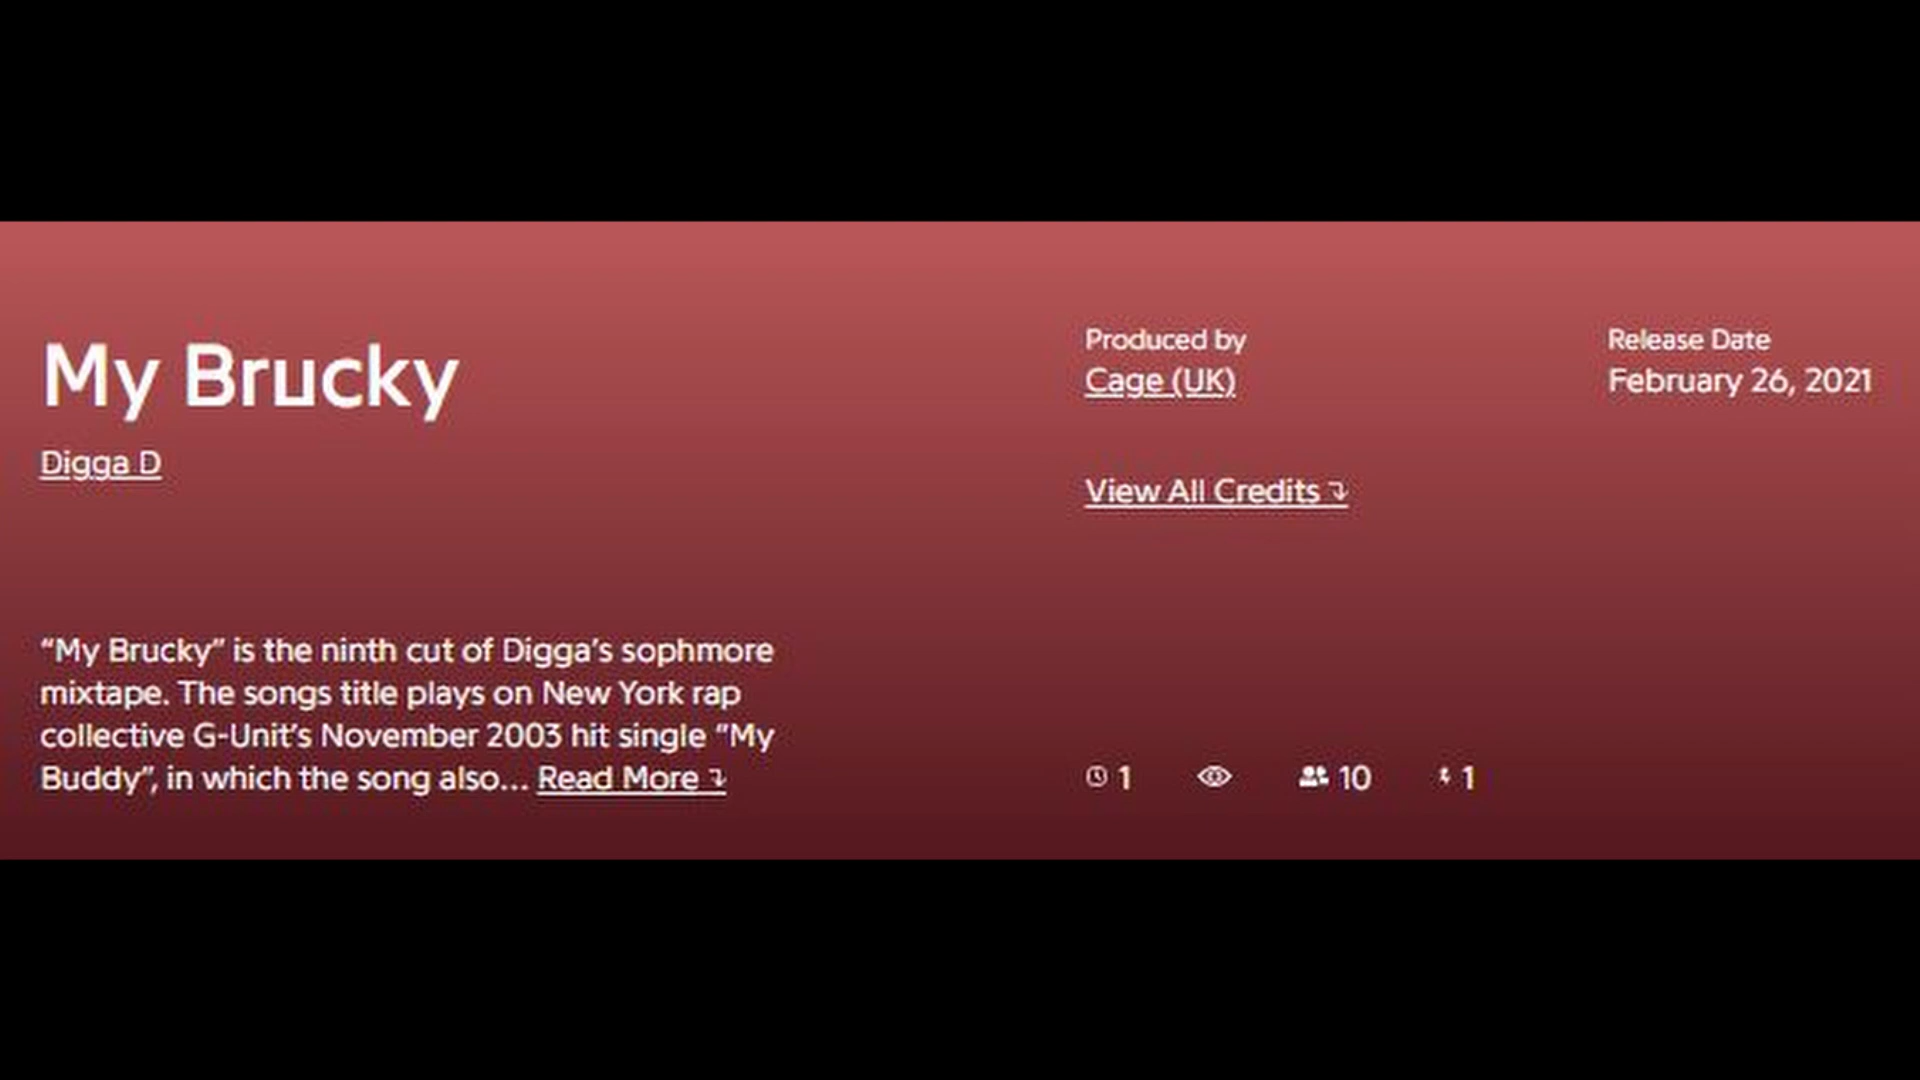 My Brucky
Digga D
Produced by
Cage (UK)
Release Date
February 26, 2021
View All Credits
“My Brucky” is the ninth cut of Digga’s sophmore
mixtape. The songs title plays on New York rap
collective G-Unit’s November 2003 hit single “My
Buddy”, in which the song also... Read More
1
10
1